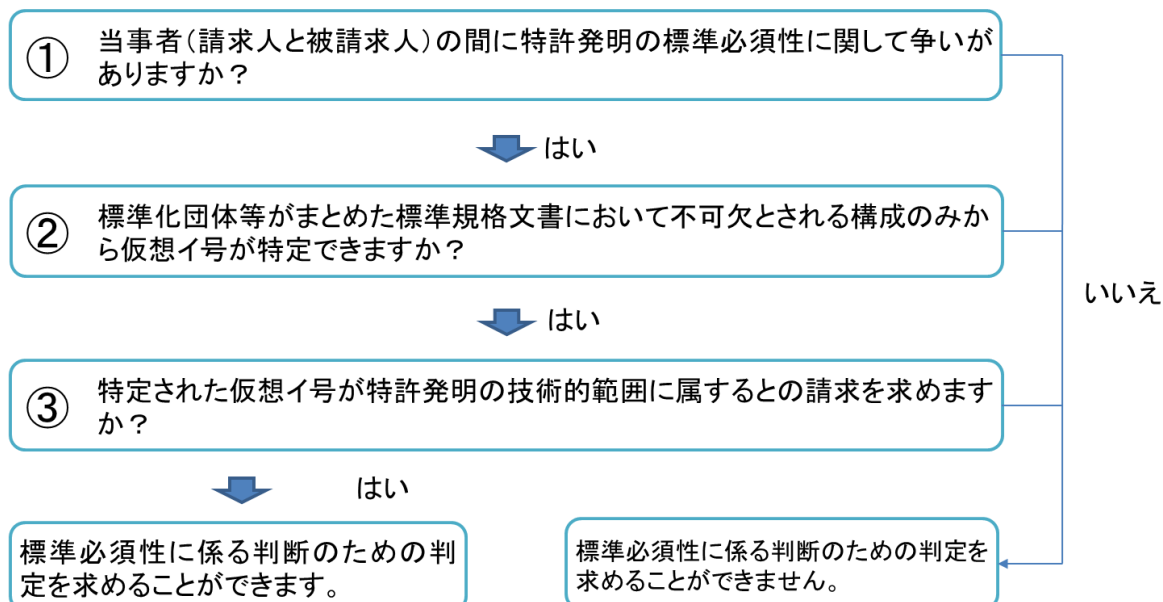 ①
当事者(請求人と被請求人)の間に特許発明の標準必須性に関して争いが
ありますか?
はい
②
標準化団体等がまとめた標準規格文書において不可欠とされる構成のみか
ら仮想イ号が特定できますか?
いいえ
はい
③
特定された仮想イ号が特許発明の技術的範囲に属するとの請求を求めます
か?
はい
標準必須性に係る判断のための判
定を求めることができます。
標準必須性に係る判断のための判定を
求めることができません。